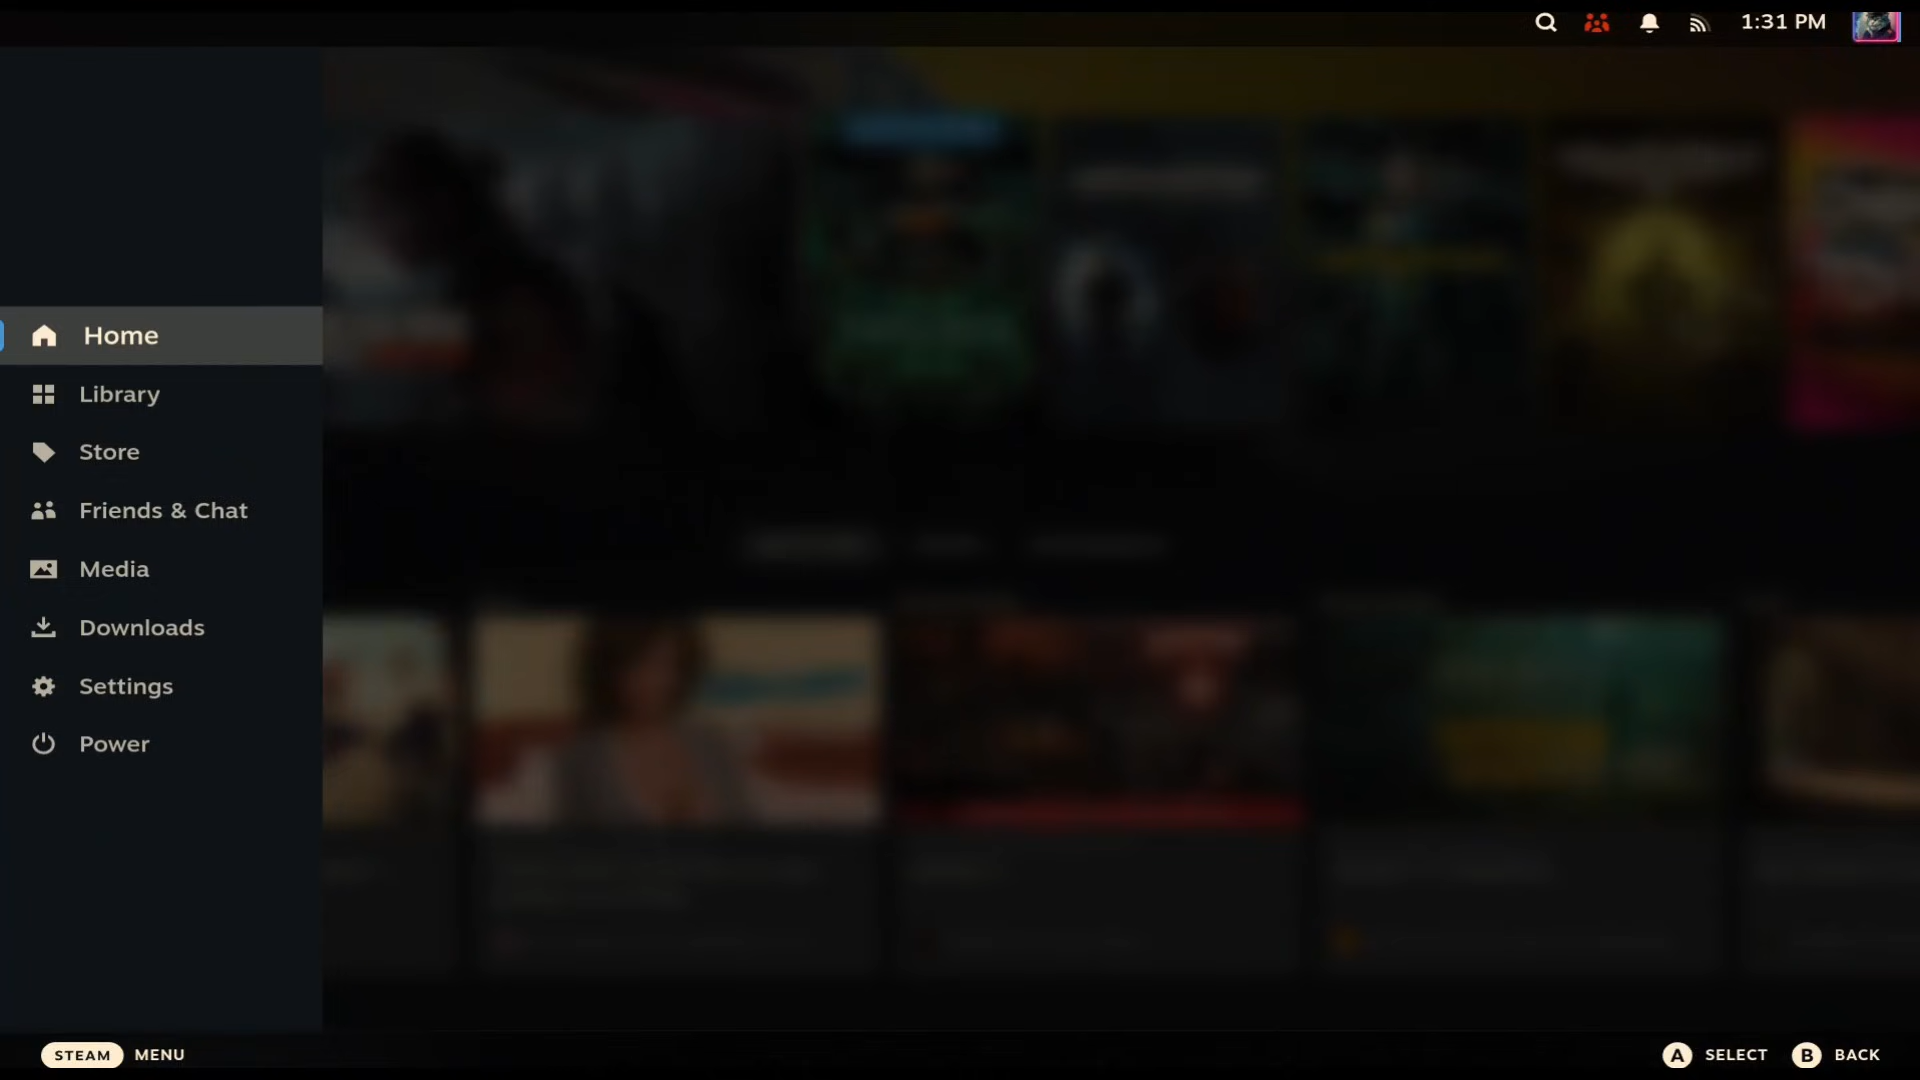 1:31 PM
Home
Library
Store
Friends & Chat
Media
Downloads
Settings
Power
STEAM MENU
A SELECT B BACK